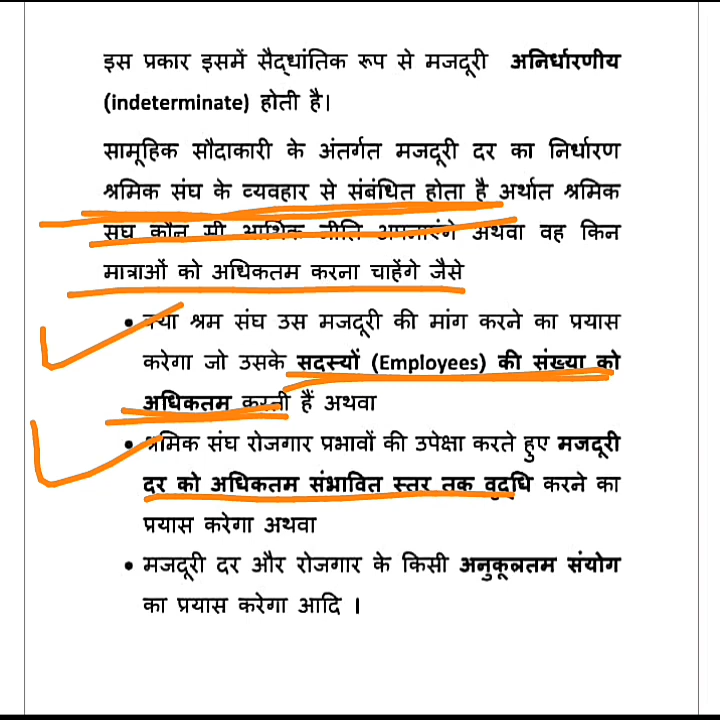 इस प्रकार इसमें सैद्धांतिक रूप से मजदूरी अनिर्धारणीय
(indeterminate) होती है।
सामूहिक सौदाकारी के अंतर्गत मजदूरी दर का निर्धारण
श्रमिक संघ के व्यवहार से संबंधित होता है अर्थात श्रमिक
संघ कौन सी आर्थिक नीति अपनाएंगे अथवा वह किन
मात्राओं को अधिकतम करना चाहेंगे जैसे
• क्या श्रम संघ उस मजदूरी की मांग करने का प्रयास
करेगा जो उसके सदस्यों (Employees) की संख्या को
अधिकतम करती हैं अथवा
• श्रमिक संघ रोजगार प्रभावों की उपेक्षा करते हुए मजदूरी
दर को अधिकतम संभावित स्तर तक वृद्धि करने का
प्रयास करेगा अथवा
• मजदूरी दर और रोजगार के किसी अनुकूलतम संयोग
का प्रयास करेगा आदि ।